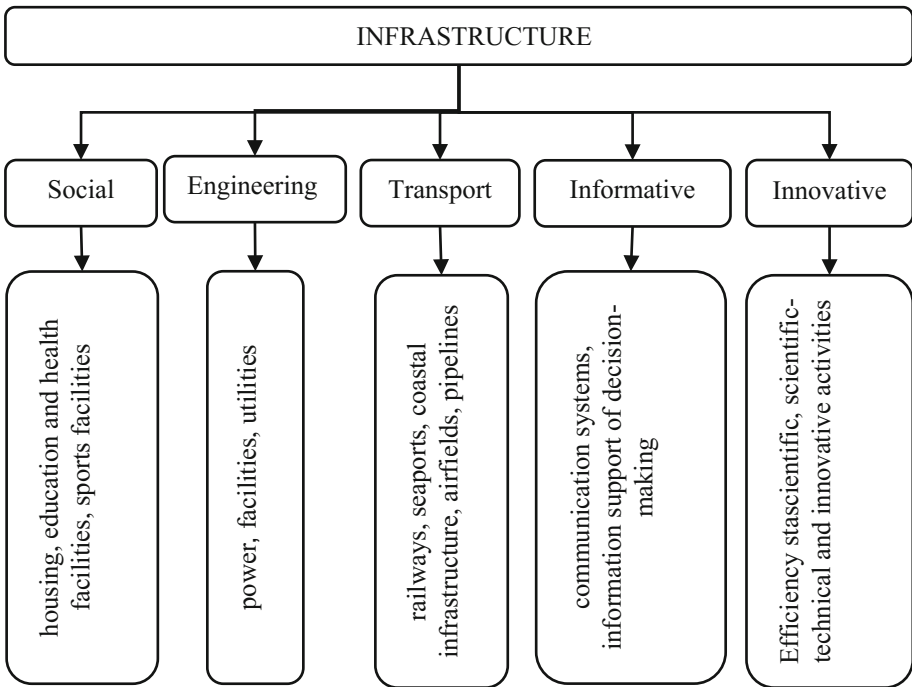 INFRASTRUCTURE
Social
Engineering
Transport
Informative
Innovative
housing, education and health
facilities, sports facilities
power, facilities, utilities
railways, seaports, coastal
infrastructure, airfields, pipelines
communication systems,
information support of decision-
making
Efficiency stascientific, scientific-
technical and innovative activities